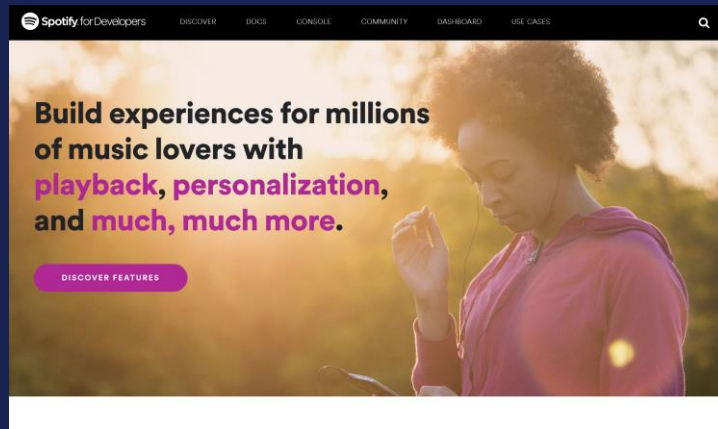 Spotify for Developers DISCOVER DOCS CONSOLE COMMUNITY DASHBOARD USE CASES
Build experiences for millions
of music lovers with
playback, personalization,
and much, much more.
DISCOVER FEATURES